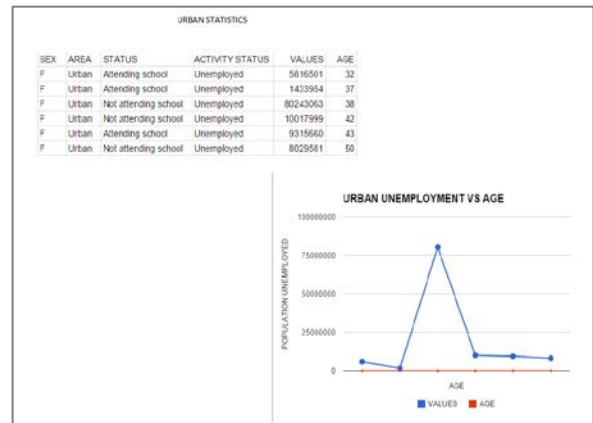 URBAN STATISTICS
SEX AREA STATUS ACTIVITY STATUS VALUES AGE
F Urban Attending school Unemployed 5816501 32
F Urban Attending school Unemployed 1433954 37
F Urban Not attending school Unemployed 80243063 38
F Urban Not attending school Unemployed 10017999 42
F Urban Attending school Unemployed 9315660 43
F Urban Not attending school Unemployed 8029581 50
URBAN UNEMPLOYMENT VS AGE
POPULATION UNEMPLOYED
100000000
75000000
50000000
25000000
0
AGE
VALUES AGE